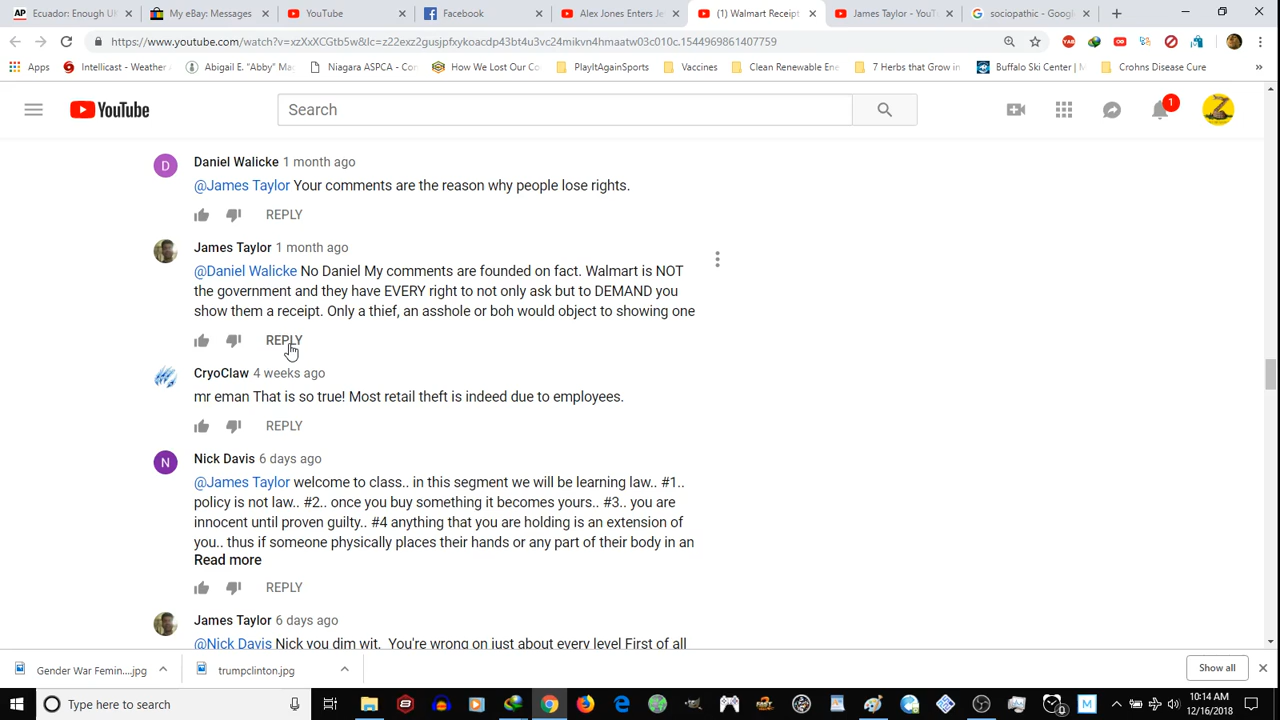 Ecuador: Enough U
My eBay: Messages
YouTube
Facebook
Alex Jones Enters Je
(1) Walmart Receipt
James Taylor - YouT
sociopathic - Google
https://www.youtube.com/watch?v=xzXxXCGtb5w&lc=z22exz2gusjpfxykoacdp43bt4u3vc24mikvn4hmaatw03c010c.1544969861407759
Apps
Intellicast - Weather
Abigail E. "Abby" Ma
Niagara ASPCA - Co
How We Lost Our Co
PlayItAgainSports
Vaccines
Clean Renewable Ene
7 Herbs that Grow in
Buffalo Ski Center | M
Crohns Disease Cure
»
YouTube
Search
1
D
Daniel Walicke 1 month ago
@James Taylor Your comments are the reason why people lose rights.
REPLY
James Taylor 1 month ago
@Daniel Walicke No Daniel My comments are founded on fact. Walmart is NOT
the government and they have EVERY right to not only ask but to DEMAND you
show them a receipt. Only a thief, an asshole or boh would object to showing one
REPLY
CryoClaw 4 weeks ago
mr eman That is so true! Most retail theft is indeed due to employees.
REPLY
N
Nick Davis 6 days ago
@James Taylor welcome to class.. in this segment we will be learning law.. #1..
policy is not law.. #2.. once you buy something it becomes yours.. #3.. you are
innocent until proven guilty.. #4 anything that you are holding is an extension of
you.. thus if someone physically places their hands or any part of their body in an
Read more
REPLY
James Taylor 6 days ago
@Nick Davis Nick you dim wit. You're wrong on just about every level First of all
Gender War Femin....jpg
trumpclinton.jpg
Show all
Type here to search
10:14 AM
12/16/2018